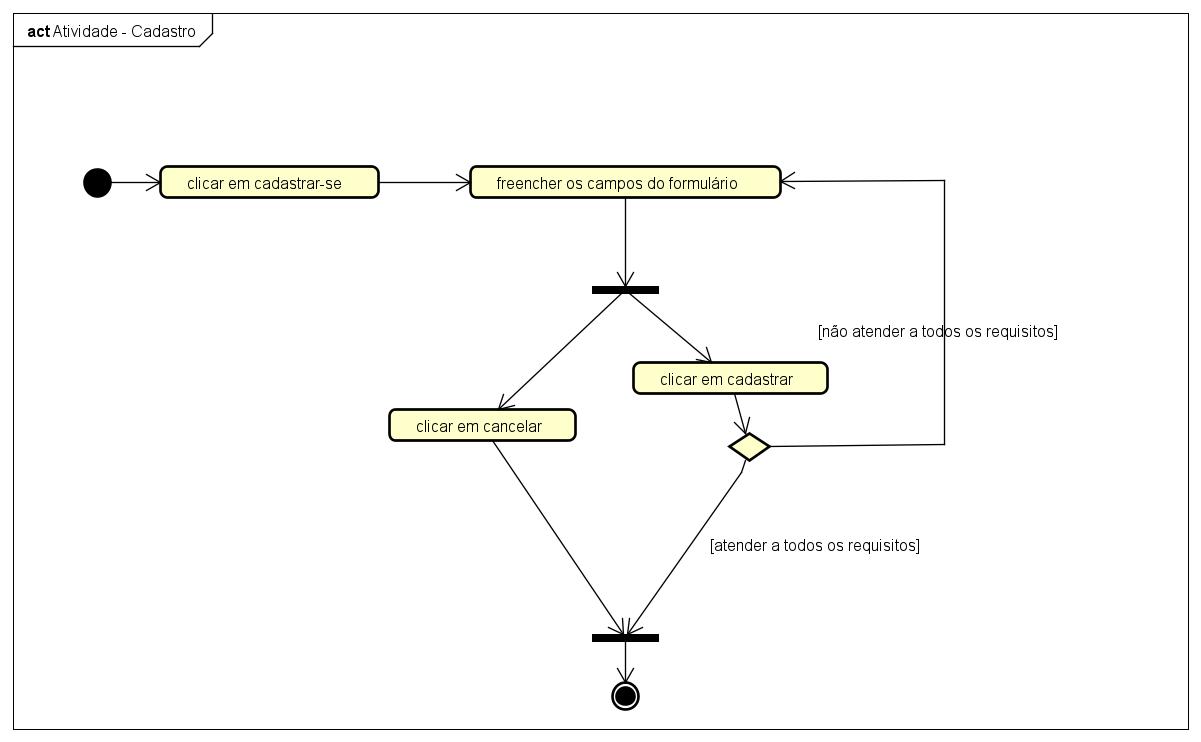 act Atividade - Cadastro
clicar em cadastrar-se
freencher os campos do formulário
[não atender a todos os requisitos]
clicar em cadastrar
clicar em cancelar
[atender a todos os requisitos]